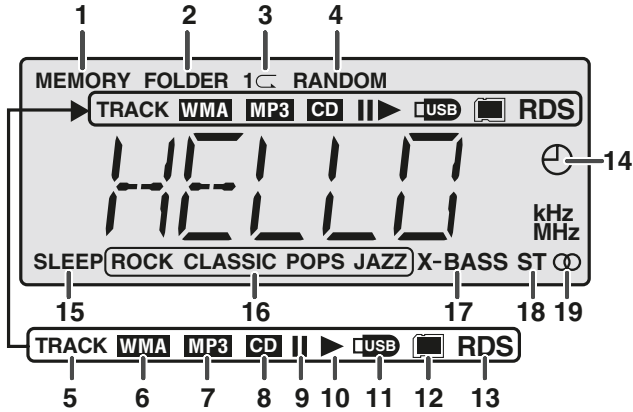 1 2 3 4
MEMORY FOLDER 1 RANDOM
TRACK WMA MP3 CD USB RDS
HELLO
14
kHz
MHz
SLEEP ROCK CLASSIC POPS JAZZ X-BASS ST
15 16 17 18 19
TRACK WMA MP3 CD USB RDS
5 6 7 8 9 10 11 12 13